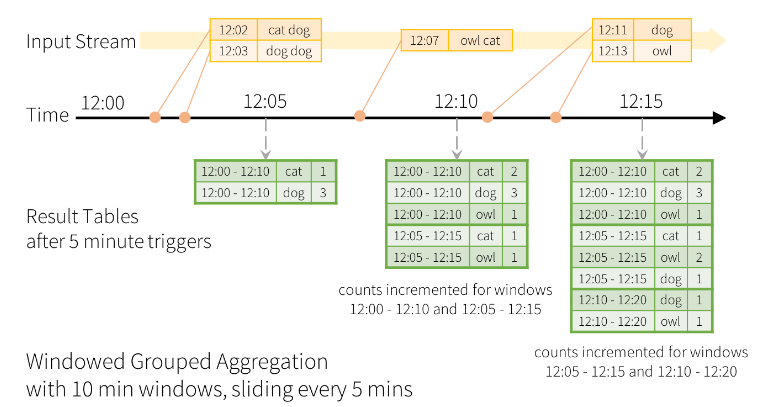 Input Stream
12:02 cat dog
12:03 dog dog
12:07 owl cat
12:11 dog
12:13 owl
Time
12:00
12:05
12:10
12:15
Result Tables
after 5 minute triggers
12:00 - 12:10 cat 1
12:00 - 12:10 dog 3
12:00 - 12:10 cat 2
12:00 - 12:10 dog 3
12:00 - 12:10 owl 1
12:05 - 12:15 cat 1
12:05 - 12:15 owl 1
counts incremented for windows
12:00 - 12:10 and 12:05 - 12:15
12:00 - 12:10 cat 2
12:00 - 12:10 dog 3
12:00 - 12:10 owl 1
12:05 - 12:15 cat 1
12:05 - 12:15 owl 2
12:05 - 12:15 dog 1
12:10 - 12:20 dog 1
12:10 - 12:20 owl 1
counts incremented for windows
12:05 - 12:15 and 12:10 - 12:20
Windowed Grouped Aggregation
with 10 min windows, sliding every 5 mins